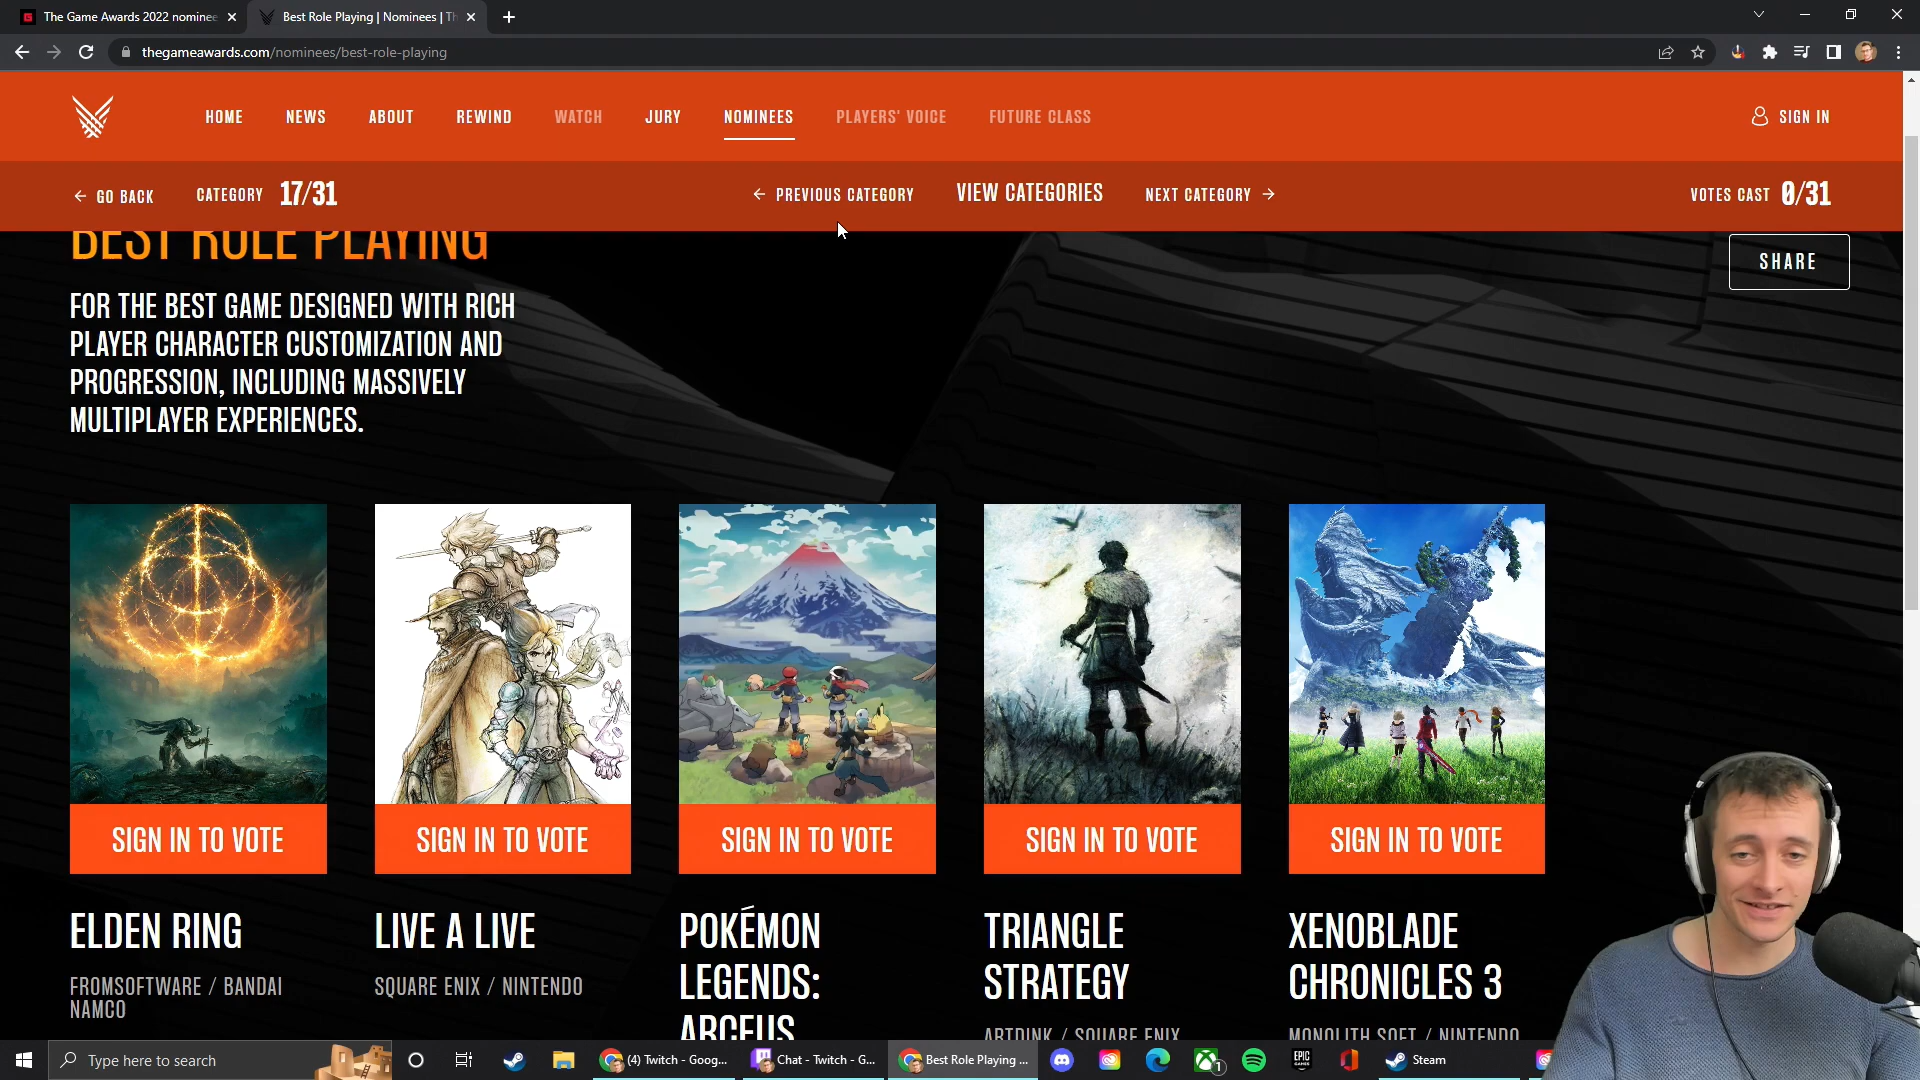 The Game Awards 2022 nominee
Best Role Playing | Nominees | Th
thegameawards.com/nominees/best-role-playing
HOME NEWS ABOUT REWIND WATCH JURY NOMINEES PLAYERS' VOICE FUTURE CLASS SIGN IN
← GO BACK CATEGORY 17/31 ← PREVIOUS CATEGORY VIEW CATEGORIES NEXT CATEGORY → VOTES CAST 0/31
BEST ROLE PLAYING
SHARE
FOR THE BEST GAME DESIGNED WITH RICH
PLAYER CHARACTER CUSTOMIZATION AND
PROGRESSION, INCLUDING MASSIVELY
MULTIPLAYER EXPERIENCES.
SIGN IN TO VOTE SIGN IN TO VOTE SIGN IN TO VOTE SIGN IN TO VOTE SIGN IN TO VOTE
ELDEN RING
FROMSOFTWARE / BANDAI
NAMCO
LIVE A LIVE
SQUARE ENIX / NINTENDO
POKÉMON
LEGENDS:
ARCEUS
TRIANGLE
STRATEGY
ARTDINK / SQUARE ENIX
XENOBLADE
CHRONICLES 3
MONOLITH SOFT / NINTENDO
Type here to search (4) Twitch - Goog... Chat - Twitch - G... Best Role Playing ... 1 EPIC GAMES Steam